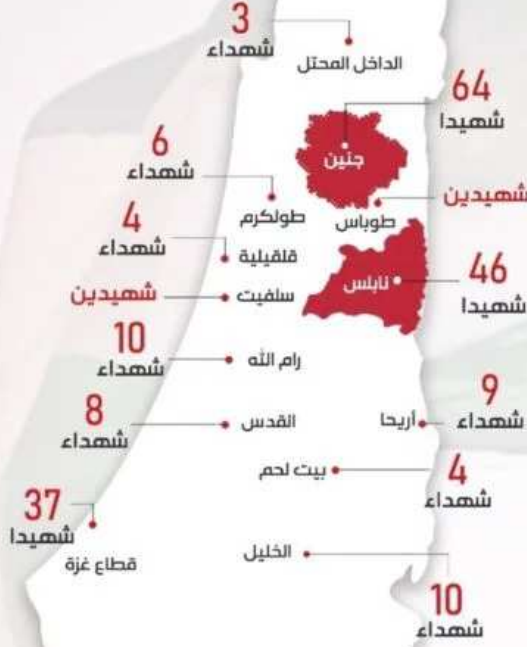 3
شهداء
الداخل المحتل
64
شهيدا
جنين
6
شهداء
طولكرم
شهيدين
طوباس
4
شهداء
قلقيلية
46
شهيدا
نابلس
شهيدين
سلفيت
10
شهداء
رام الله
9
شهداء
أريحا
8
شهداء
القدس
4
شهداء
بيت لحم
37
شهيدا
قطاع غزة
الخليل
10
شهداء